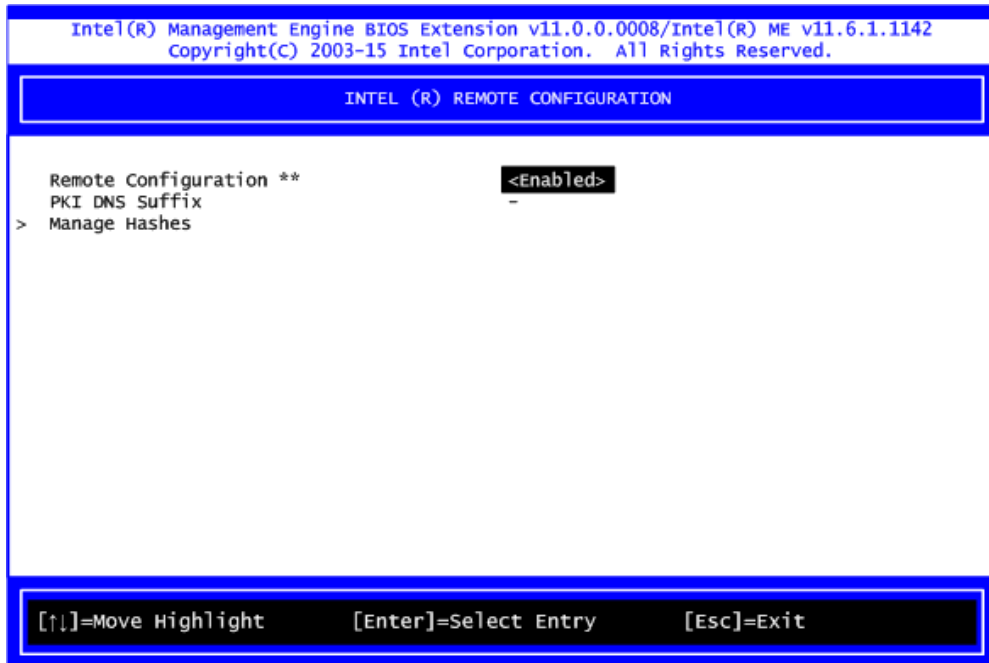 Intel(R) Management Engine BIOS Extension v11.0.0.0008/Intel(R) ME v11.6.1.1142
Copyright(C) 2003-15 Intel Corporation. All Rights Reserved.
INTEL (R) REMOTE CONFIGURATION
Remote Configuration ** <Enabled>
PKI DNS Suffix -
> Manage Hashes
[↑↓]=Move Highlight [Enter]=Select Entry [Esc]=Exit